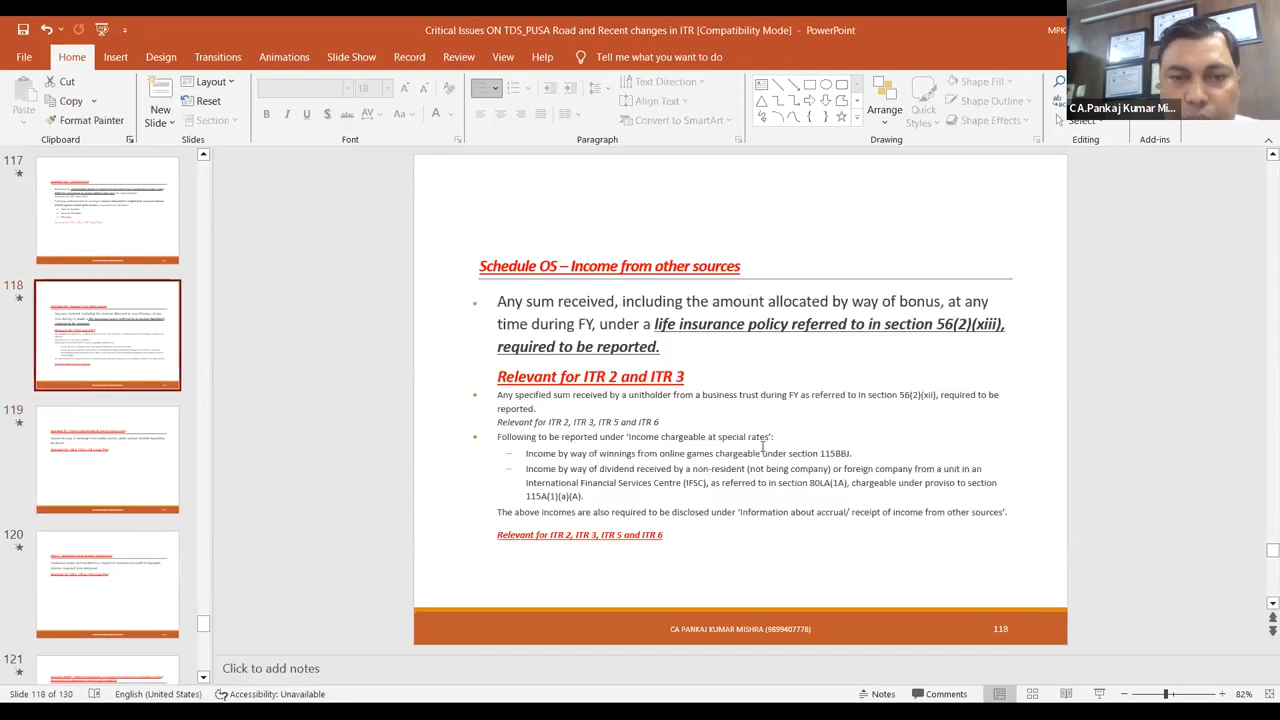 Critical Issues ON TDS_PUSA Road and Recent changes in ITR [Compatibility Mode] - PowerPoint
MPK
File Home Insert Design Transitions Animations Slide Show Record Review View Help Tell me what you want to do
Paste
Cut
Copy
Format Painter
Clipboard
New Slide
Layout
Reset
Section
Slides
18
Font
Text Direction
Align Text
Convert to SmartArt
Paragraph
Arrange
Quick Styles
Shape Fill
Shape Outline
Shape Effects
Drawing
Select
Editing
Add-ins
CA.Pankaj Kumar Mi...
117
118
119
120
121
Schedule OS – Income from other sources
Any sum received, including the amount allocated by way of bonus, at any
time during FY, under a life insurance policy referred to in section 56(2)(xiii),
required to be reported.
Relevant for ITR 2 and ITR 3
Any specified sum received by a unitholder from a business trust during FY as referred to in section 56(2)(xii), required to be
reported.
Relevant for ITR 2, ITR 3, ITR 5 and ITR 6
Following to be reported under 'Income chargeable at special rates':
Income by way of winnings from online games chargeable under section 115BBJ.
Income by way of dividend received by a non-resident (not being company) or foreign company from a unit in an
International Financial Services Centre (IFSC), as referred to in section 80LA(1A), chargeable under proviso to section
115A(1)(a)(A).
The above incomes are also required to be disclosed under 'Information about accrual/ receipt of income from other sources'.
Relevant for ITR 2, ITR 3, ITR 5 and ITR 6
CA PANKAJ KUMAR MISHRA (9899407778)
118
Click to add notes
Slide 118 of 130 English (United States) Accessibility: Unavailable Notes Comments 82%